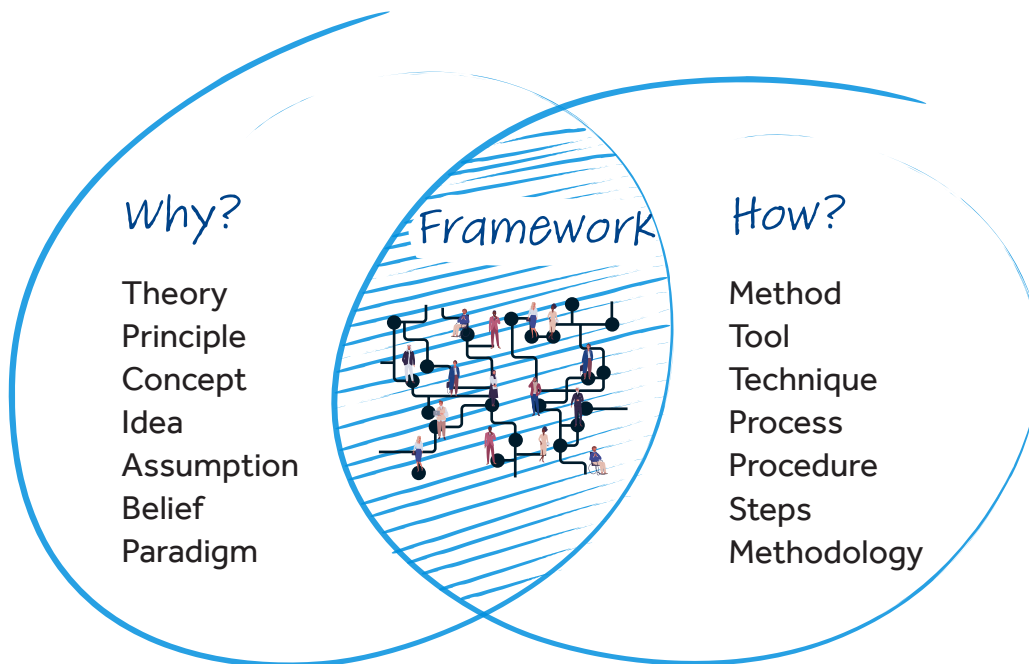 Why?
Theory
Principle
Concept
Idea
Assumption
Belief
Paradigm
Framework
How?
Method
Tool
Technique
Process
Procedure
Steps
Methodology